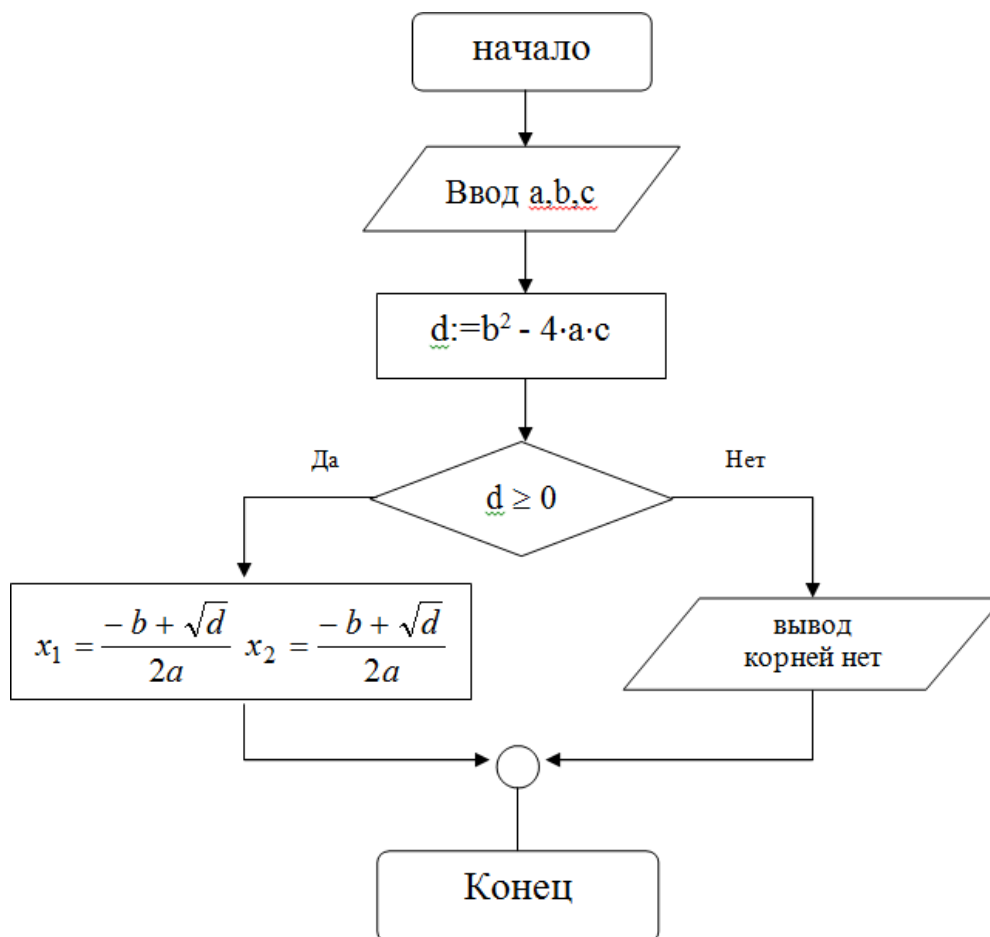 начало
Ввод a,b,c
d:=b² - 4·a·c
Да
Нет
d ≥ 0
x₁ = (-b + √d)/2a x₂ = (-b + √d)/2a
вывод
корней нет
Конец